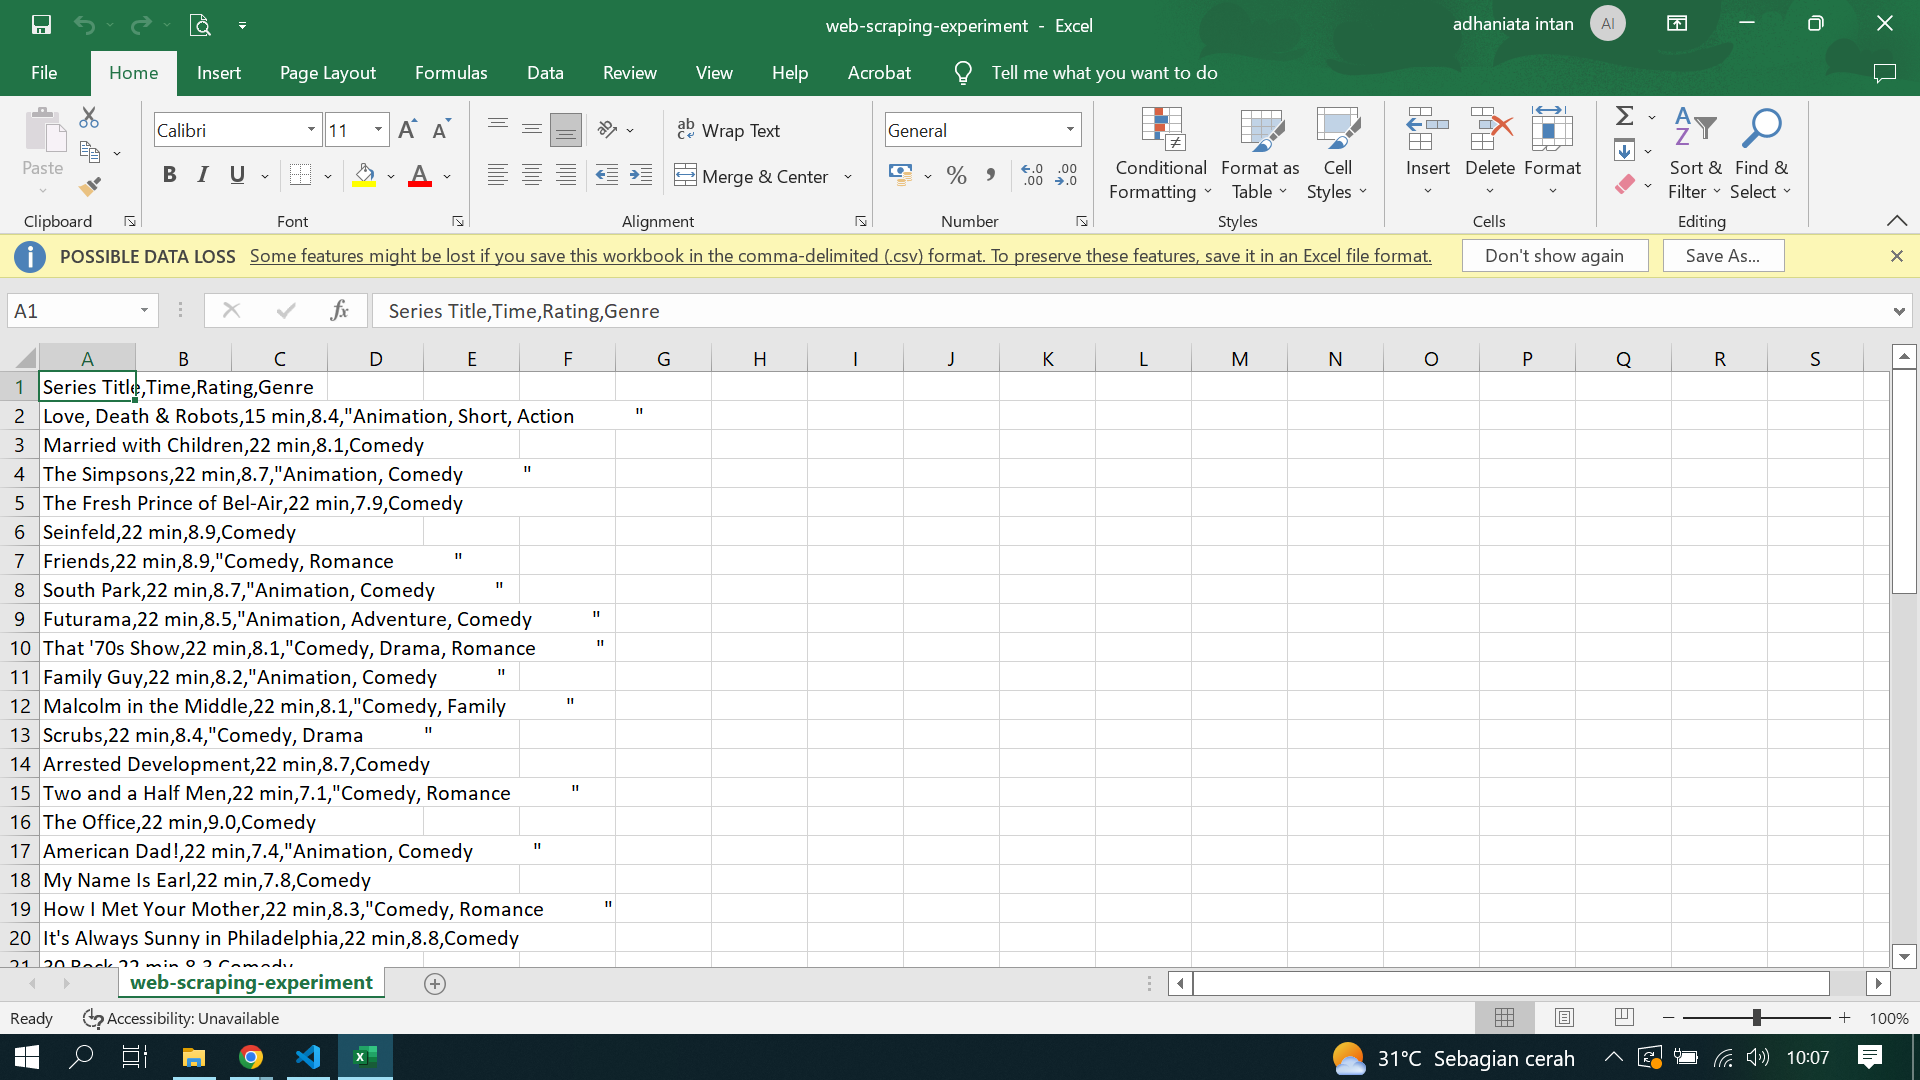 web-scraping-experiment - Excel
adhaniata intan
AI
File
Home
Insert
Page Layout
Formulas
Data
Review
View
Help
Acrobat
Tell me what you want to do
Paste
Clipboard
Calibri
11
B I U
Font
Wrap Text
Merge & Center
Alignment
General
Number
Conditional Formatting
Format as Table
Cell Styles
Styles
Insert
Delete
Format
Cells
Sort & Filter
Find & Select
Editing
POSSIBLE DATA LOSS Some features might be lost if you save this workbook in the comma-delimited (.csv) format. To preserve these features, save it in an Excel file format.
Don't show again
Save As...
A1
fx
Series Title,Time,Rating,Genre
A B C D E F G H I J K L M N O P Q R S
1 Series Title,Time,Rating,Genre
2 Love, Death & Robots,15 min,8.4,"Animation, Short, Action            "
3 Married with Children,22 min,8.1,Comedy
4 The Simpsons,22 min,8.7,"Animation, Comedy            "
5 The Fresh Prince of Bel-Air,22 min,7.9,Comedy
6 Seinfeld,22 min,8.9,Comedy
7 Friends,22 min,8.9,"Comedy, Romance            "
8 South Park,22 min,8.7,"Animation, Comedy            "
9 Futurama,22 min,8.5,"Animation, Adventure, Comedy            "
10 That '70s Show,22 min,8.1,"Comedy, Drama, Romance            "
11 Family Guy,22 min,8.2,"Animation, Comedy            "
12 Malcolm in the Middle,22 min,8.1,"Comedy, Family            "
13 Scrubs,22 min,8.4,"Comedy, Drama            "
14 Arrested Development,22 min,8.7,Comedy
15 Two and a Half Men,22 min,7.1,"Comedy, Romance            "
16 The Office,22 min,9.0,Comedy
17 American Dad!,22 min,7.4,"Animation, Comedy            "
18 My Name Is Earl,22 min,7.8,Comedy
19 How I Met Your Mother,22 min,8.3,"Comedy, Romance            "
20 It's Always Sunny in Philadelphia,22 min,8.8,Comedy
21 30 Rock,22 min,8.3,Comedy
web-scraping-experiment
Ready
Accessibility: Unavailable
100%
31°C Sebagian cerah
10:07